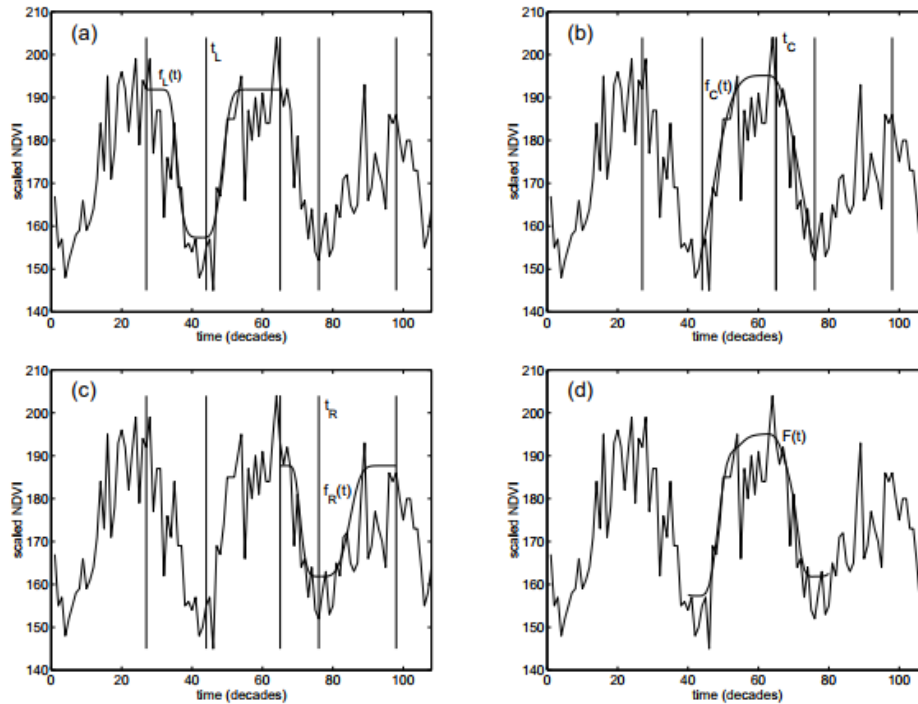 (a)
t_L
f_L(t)
scaled NDVI
210
200
190
180
170
160
150
140
0 20 40 60 80 100
time (decades)
(b)
t_C
f_C(t)
sdaed NDVI
210
200
190
180
170
160
150
140
0 20 40 60 80 100
time (decades)
(c)
t_R
f_R(t)
scaled NDVI
210
200
190
180
170
160
150
140
0 20 40 60 80 100
time (decades)
(d)
F(t)
scaled NDVI
210
200
190
180
170
160
150
140
0 20 40 60 80 100
time (decades)